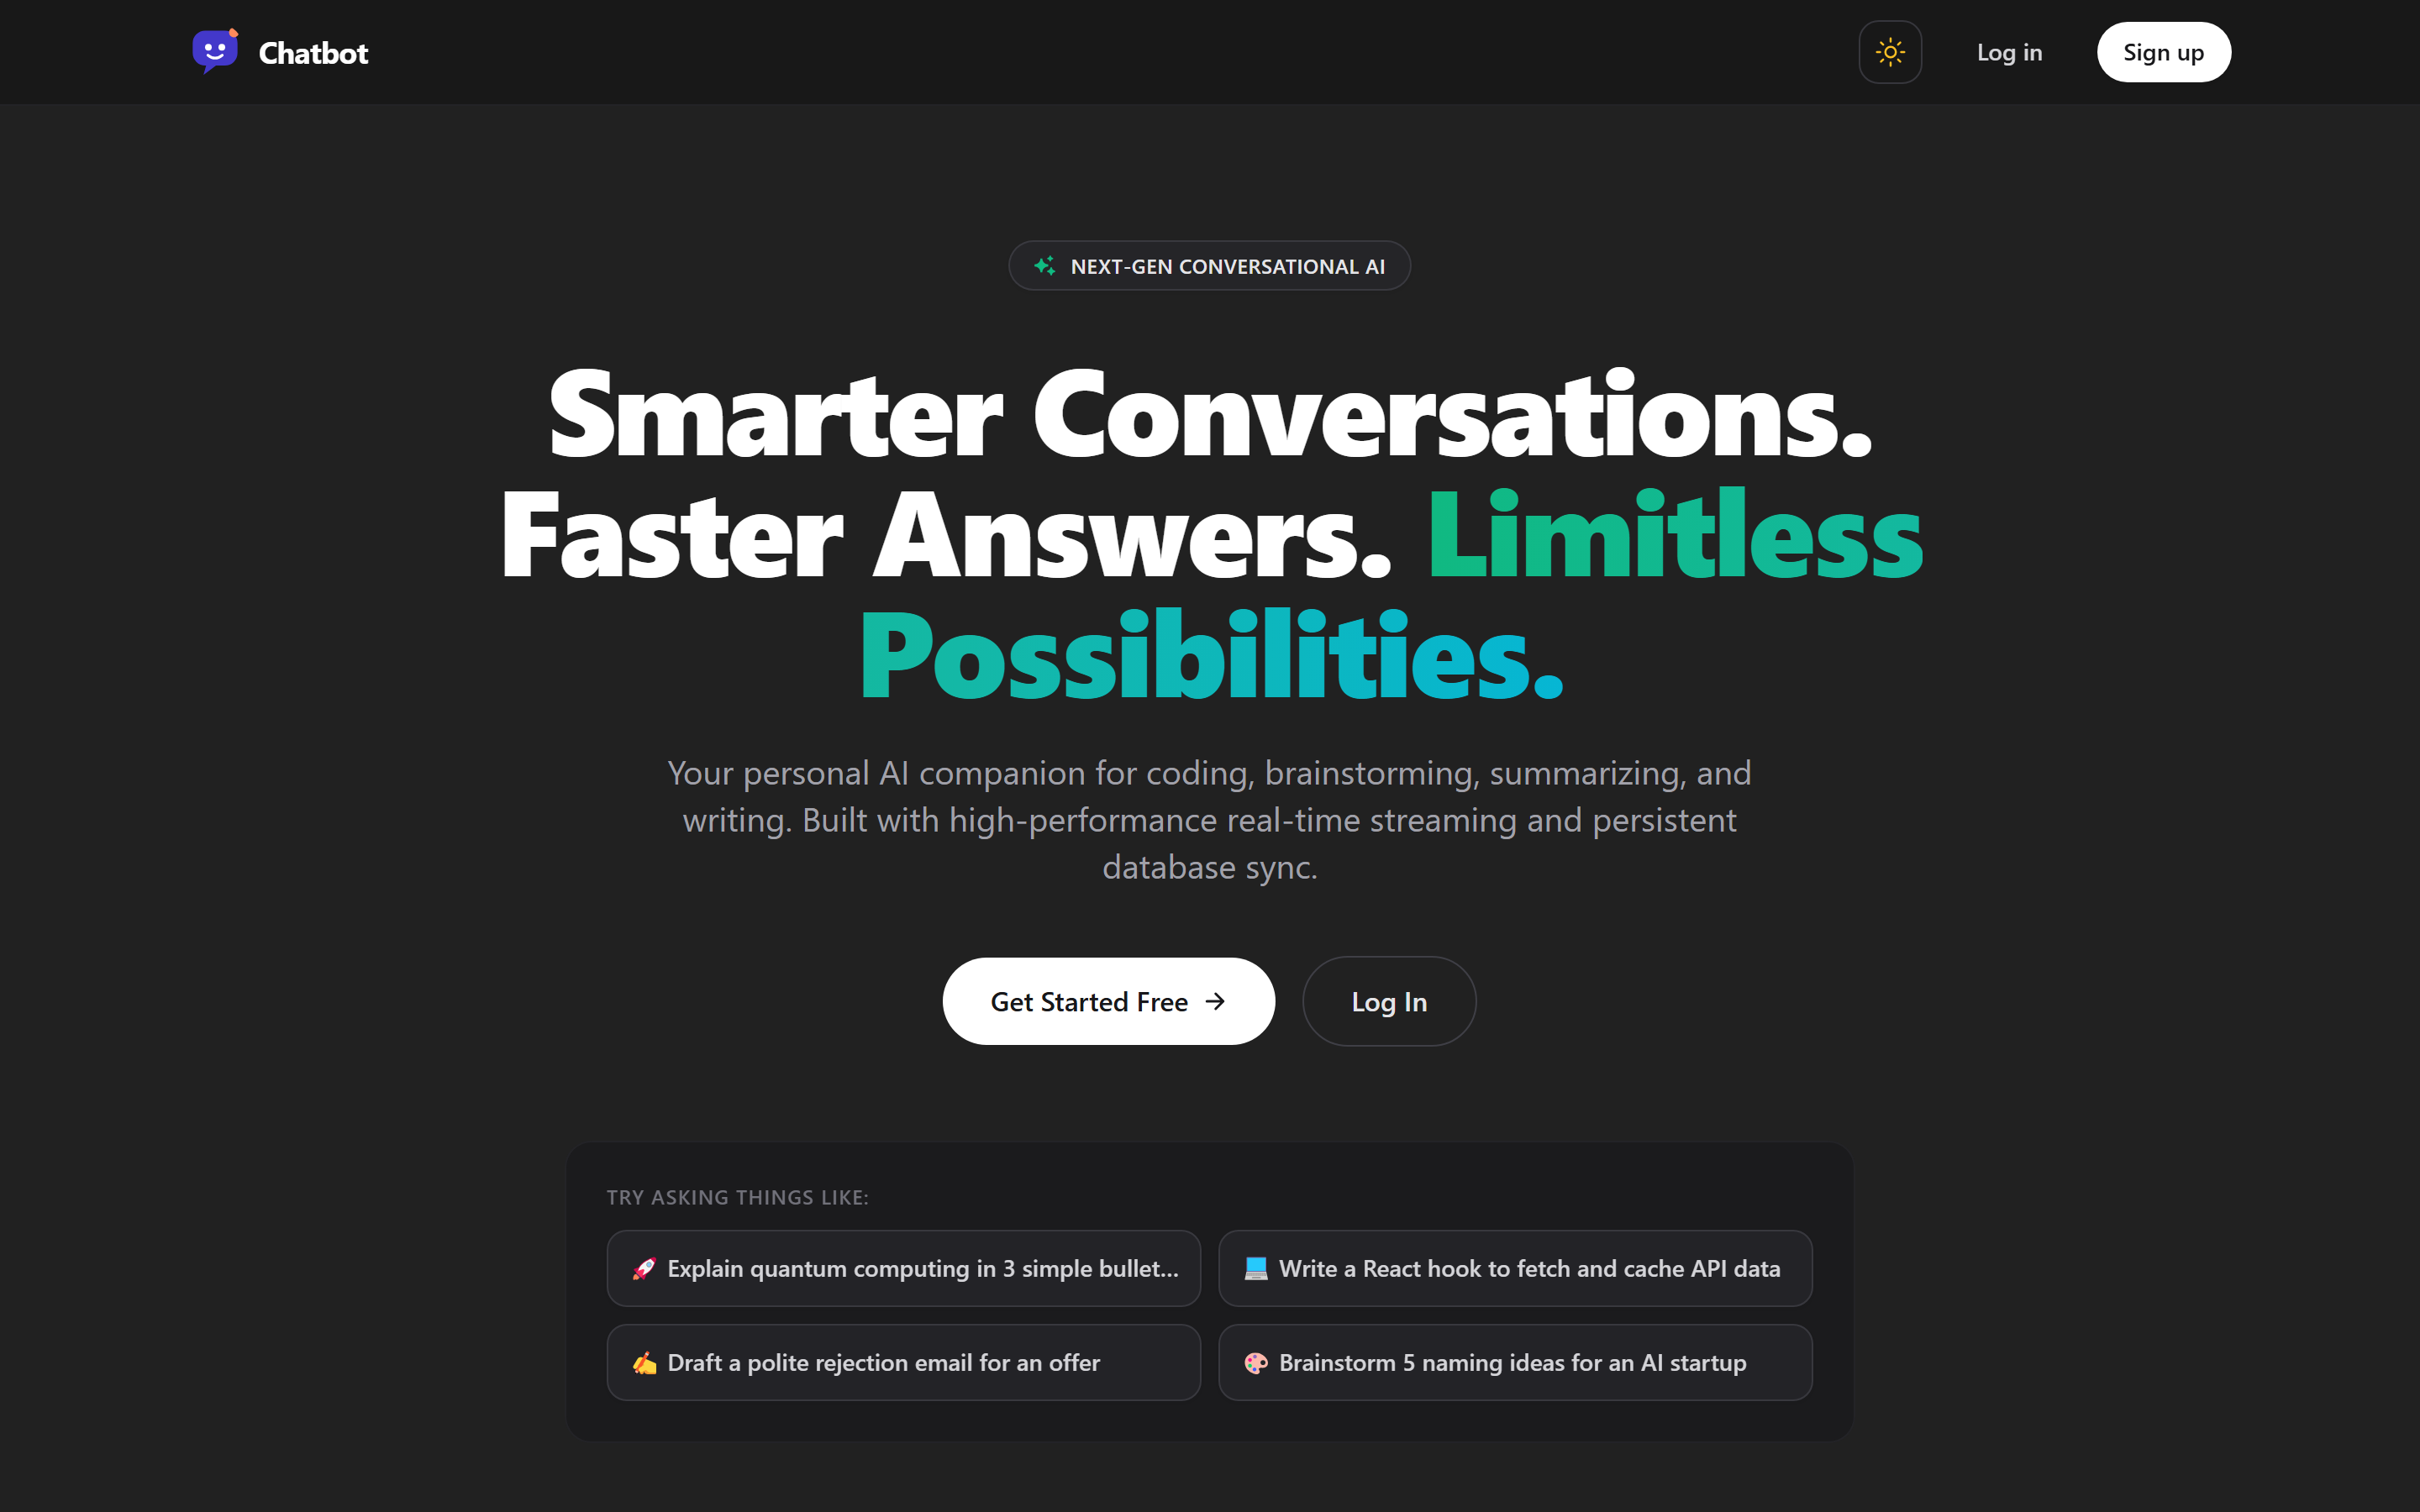 Chatbot
Log in
Sign up
NEXT-GEN CONVERSATIONAL AI
Smarter Conversations.
Faster Answers. Limitless
Possibilities.
Your personal AI companion for coding, brainstorming, summarizing, and
writing. Built with high-performance real-time streaming and persistent
database sync.
Get Started Free →
Log In
TRY ASKING THINGS LIKE:
🚀 Explain quantum computing in 3 simple bullet...
💻 Write a React hook to fetch and cache API data
✍️ Draft a polite rejection email for an offer
🎨 Brainstorm 5 naming ideas for an AI startup